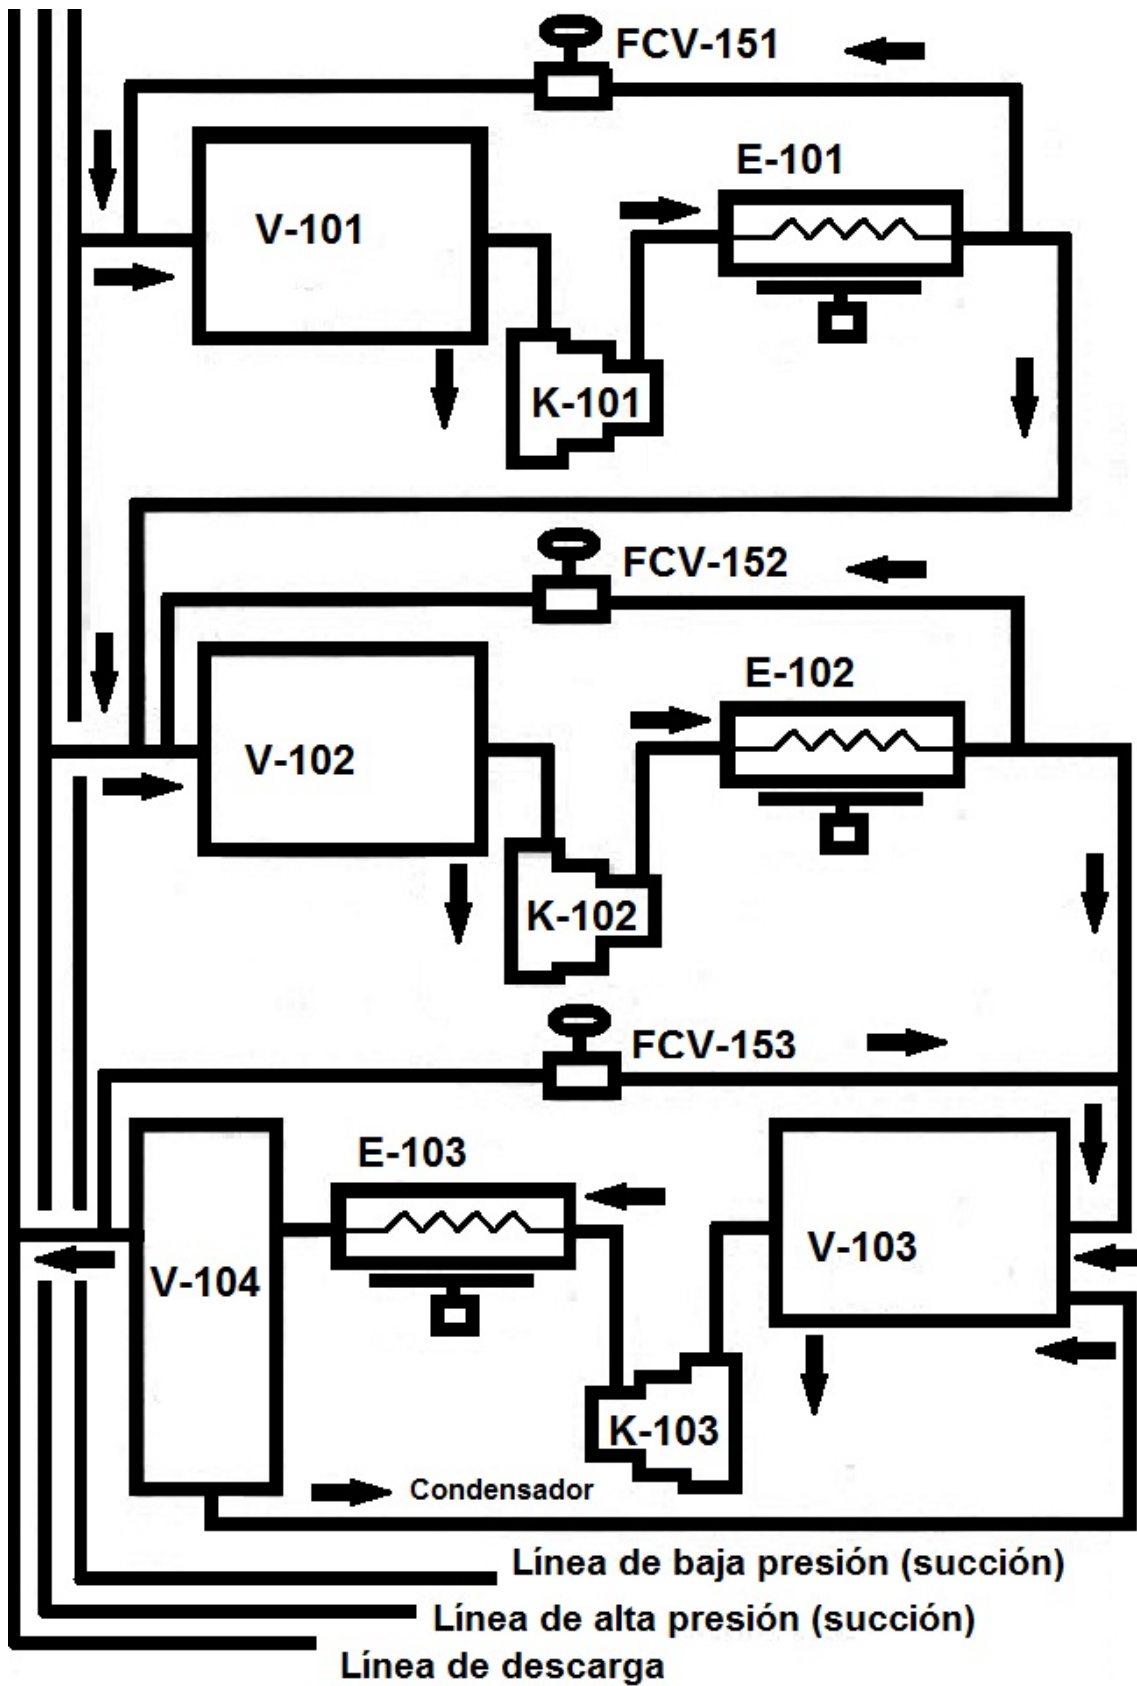 FCV-151
E-101
V-101
K-101
FCV-152
E-102
V-102
K-102
FCV-153
E-103
V-103
V-104
K-103
Condensador
Línea de baja presión (succión)
Línea de alta presión (succión)
Línea de descarga